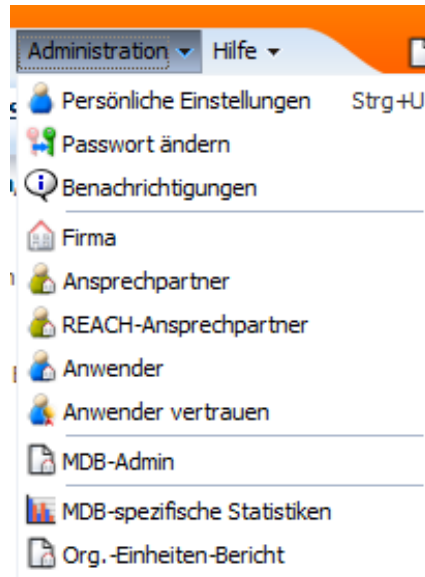 Administration Hilfe
Persönliche Einstellungen Strg+U
Passwort ändern
Benachrichtigungen
Firma
Ansprechpartner
REACH-Ansprechpartner
Anwender
Anwender vertrauen
MDB-Admin
MDB-spezifische Statistiken
Org.-Einheiten-Bericht